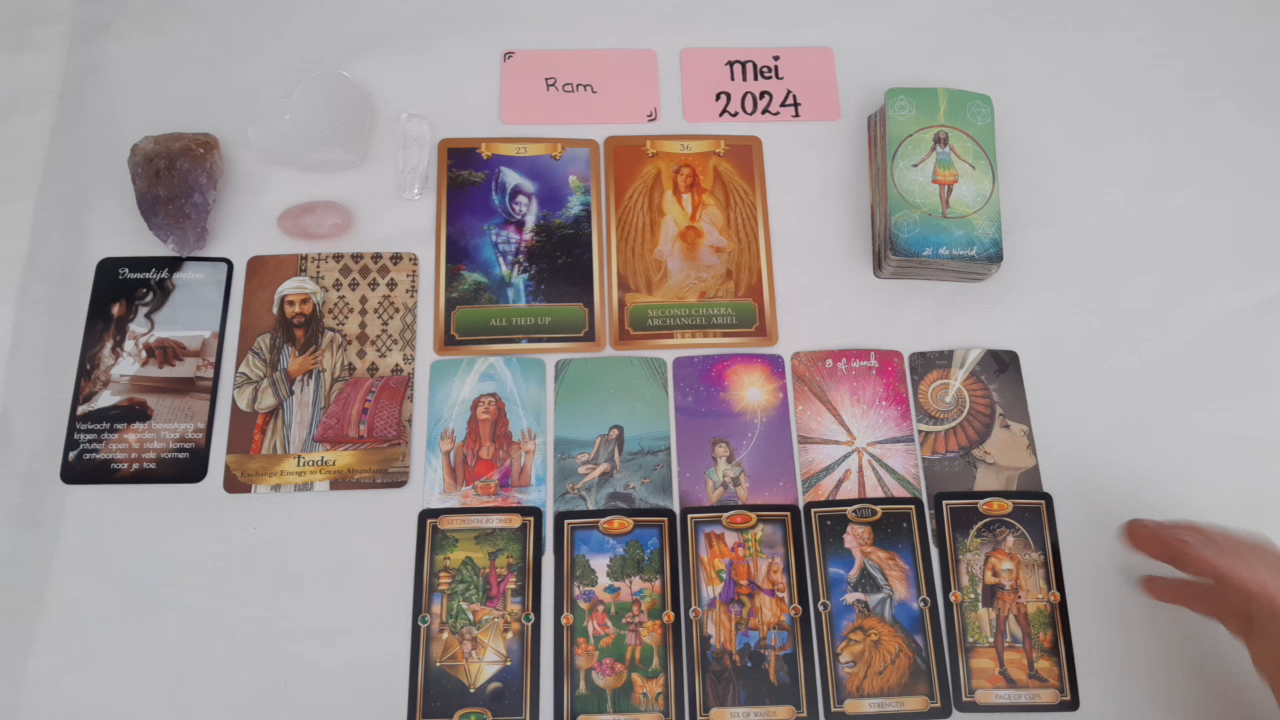 Ram
Mei
2024
23
ALL TIED UP
36
SECOND CHAKRA,
ARCHANGEL ARIEL
21 the World
Innerlijk weten
Verwacht niet altijd bevestiging te
krijgen door woorden. Maar door
intuïtief open te stellen komen
antwoorden in vele vormen
naar je toe.
Trader
Exchange Energy to Create Abundance
8 of wands
KING OF PENTACLES
SIX OF WANDS
VIII
STRENGTH
PAGE OF CUPS